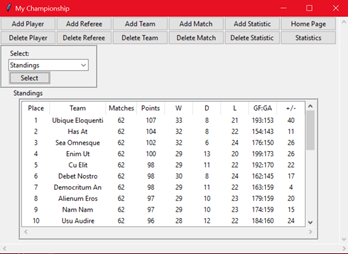 My Championship
Add Player Add Referee Add Team Add Match Add Statistic Home Page
Delete Player Delete Referee Delete Team Delete Match Delete Statistic Statistics
Select:
Standings
Select
Standings
Place Team Matches Points W D L GF:GA +/-
1 Ubique Eloquenti 62 107 33 8 21 193:153 40
2 Has At 62 104 32 8 22 154:143 11
3 Sea Omnesque 62 102 32 6 24 176:150 26
4 Enim Ut 62 100 29 13 20 199:173 26
5 Cu Elit 62 98 29 11 22 192:170 22
6 Debet Nostro 62 98 30 8 24 162:145 17
7 Democritum An 62 98 29 11 22 163:159 4
8 Alienum Eros 62 97 29 10 23 179:159 20
9 Nam Nam 62 97 29 10 23 174:159 15
10 Usu Audire 62 96 28 12 22 184:160 24